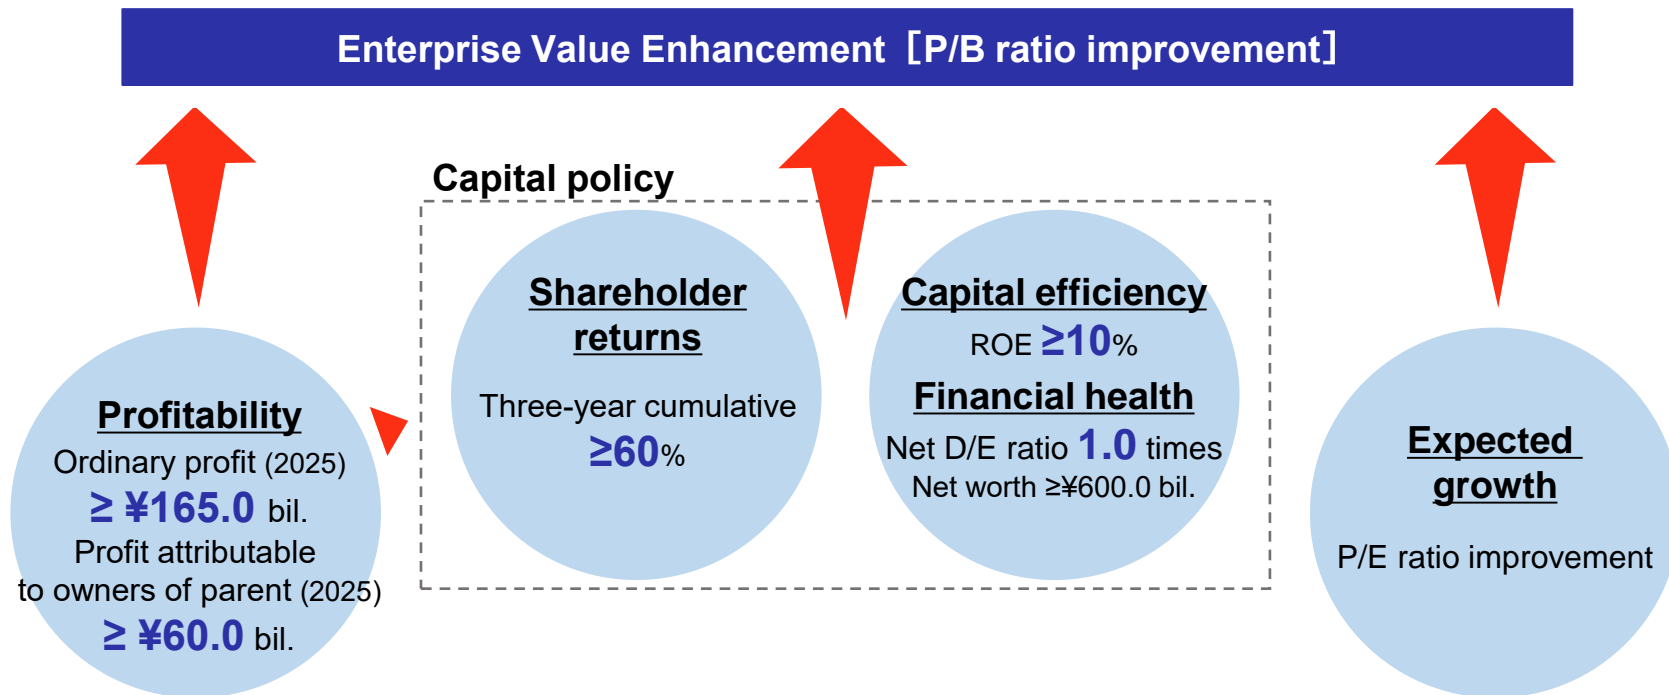 Enterprise Value Enhancement［P/B ratio improvement］
Capital policy
Profitability
Ordinary profit (2025)
≥ ¥165.0 bil.
Profit attributable
to owners of parent (2025)
≥ ¥60.0 bil.
Shareholder
returns
Three-year cumulative
≥60%
Capital efficiency
ROE ≥10%
Financial health
Net D/E ratio 1.0 times
Net worth ≥¥600.0 bil.
Expected
growth
P/E ratio improvement